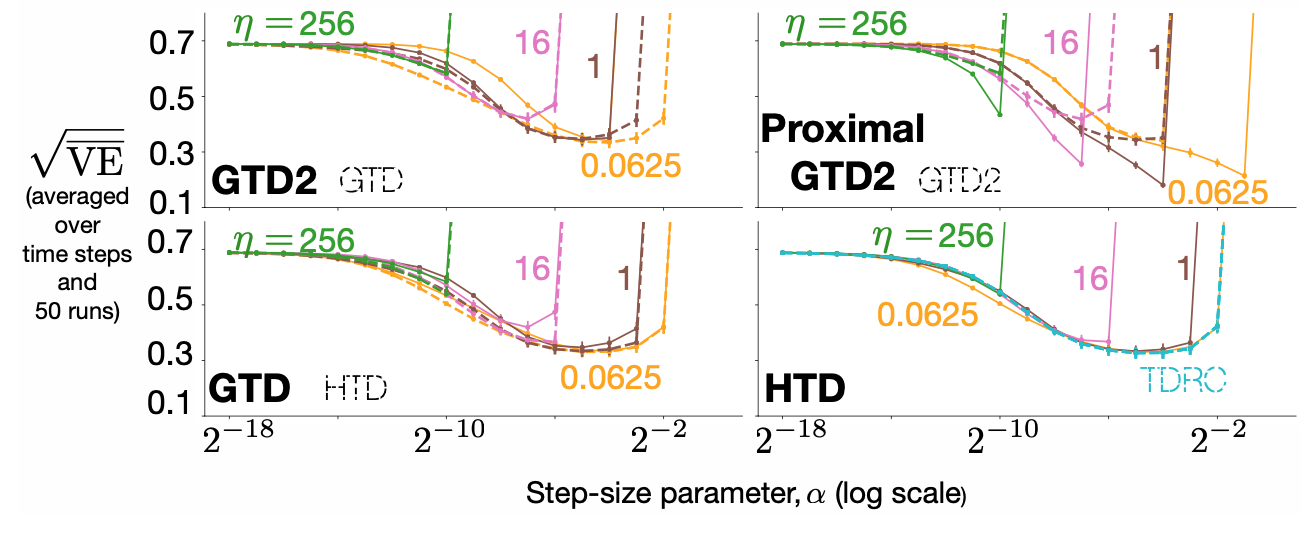 0.7
0.5
0.3
0.1
η = 256
16
1
0.0625
GTD2 GTD
η = 256
16
1
0.0625
Proximal
GTD2 GTD2
√VE
(averaged
over
time steps
and
50 runs)
0.7
0.5
0.3
0.1
η = 256
16
1
0.0625
GTD HTD
η = 256
16
1
0.0625
HTD
TDRC
2⁻¹⁸ 2⁻¹⁰ 2⁻²
2⁻¹⁸ 2⁻¹⁰ 2⁻²
Step-size parameter, α (log scale)